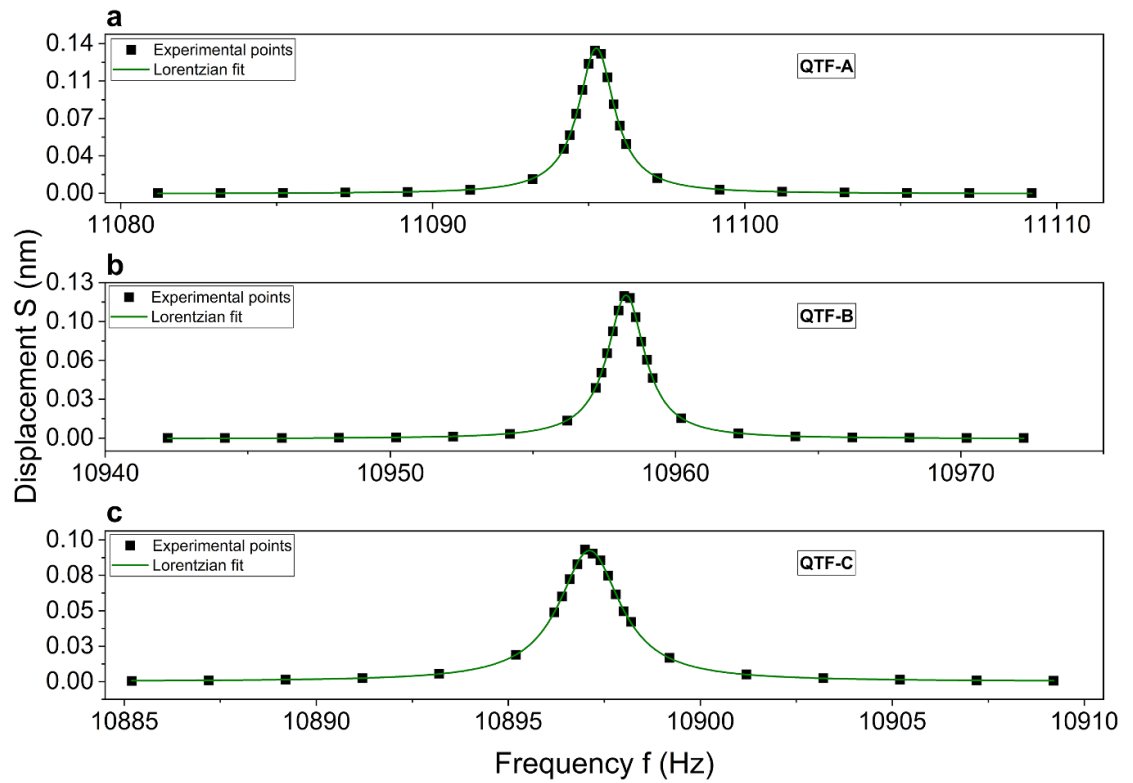 a
0.14
0.11
0.07
0.04
0.00
Experimental points
Lorentzian fit
QTF-A
11080 11090 11100 11110
b
0.13
0.10
0.06
0.03
0.00
Experimental points
Lorentzian fit
QTF-B
10940 10950 10960 10970
c
0.10
0.08
0.05
0.03
0.00
Experimental points
Lorentzian fit
QTF-C
10885 10890 10895 10900 10905 10910
Displacement S (nm)
Frequency f (Hz)